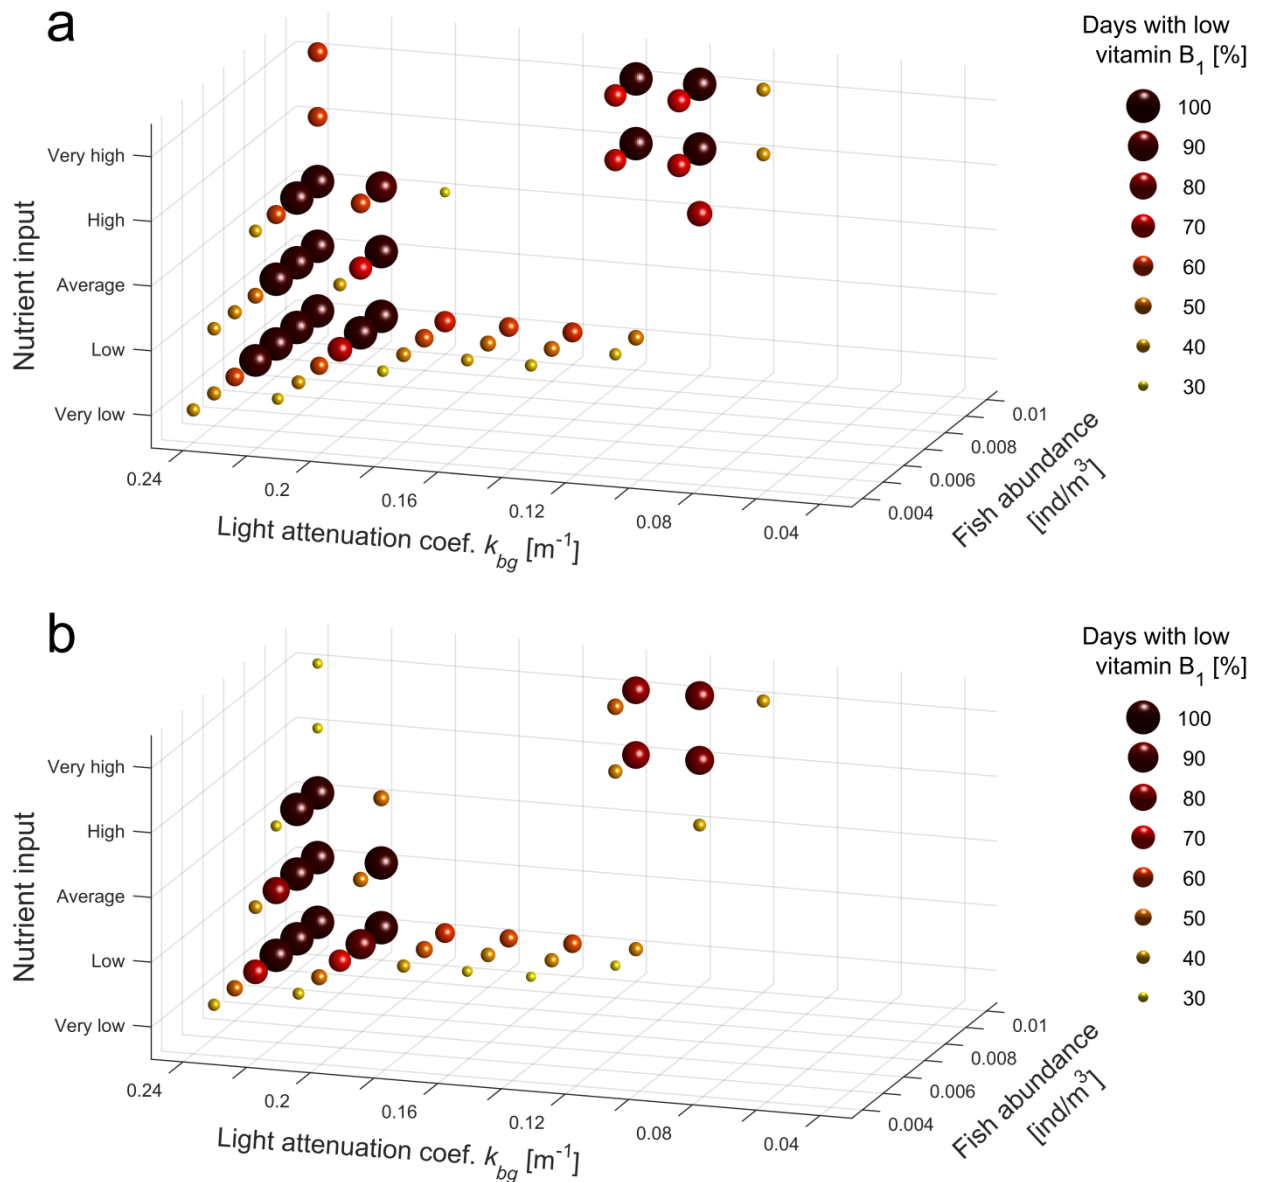 a
Days with low
vitamin B1 [%]
100
90
80
70
60
50
40
30
Nutrient input
Very high
High
Average
Low
Very low
0.24
0.2
0.16
0.12
0.08
0.04
Light attenuation coef. kbg [m-1]
0.01
0.008
0.006
0.004
Fish abundance
[ind/m3]
b
Days with low
vitamin B1 [%]
100
90
80
70
60
50
40
30
Nutrient input
Very high
High
Average
Low
Very low
0.24
0.2
0.16
0.12
0.08
0.04
Light attenuation coef. kbg [m-1]
0.01
0.008
0.006
0.004
Fish abundance
[ind/m3]